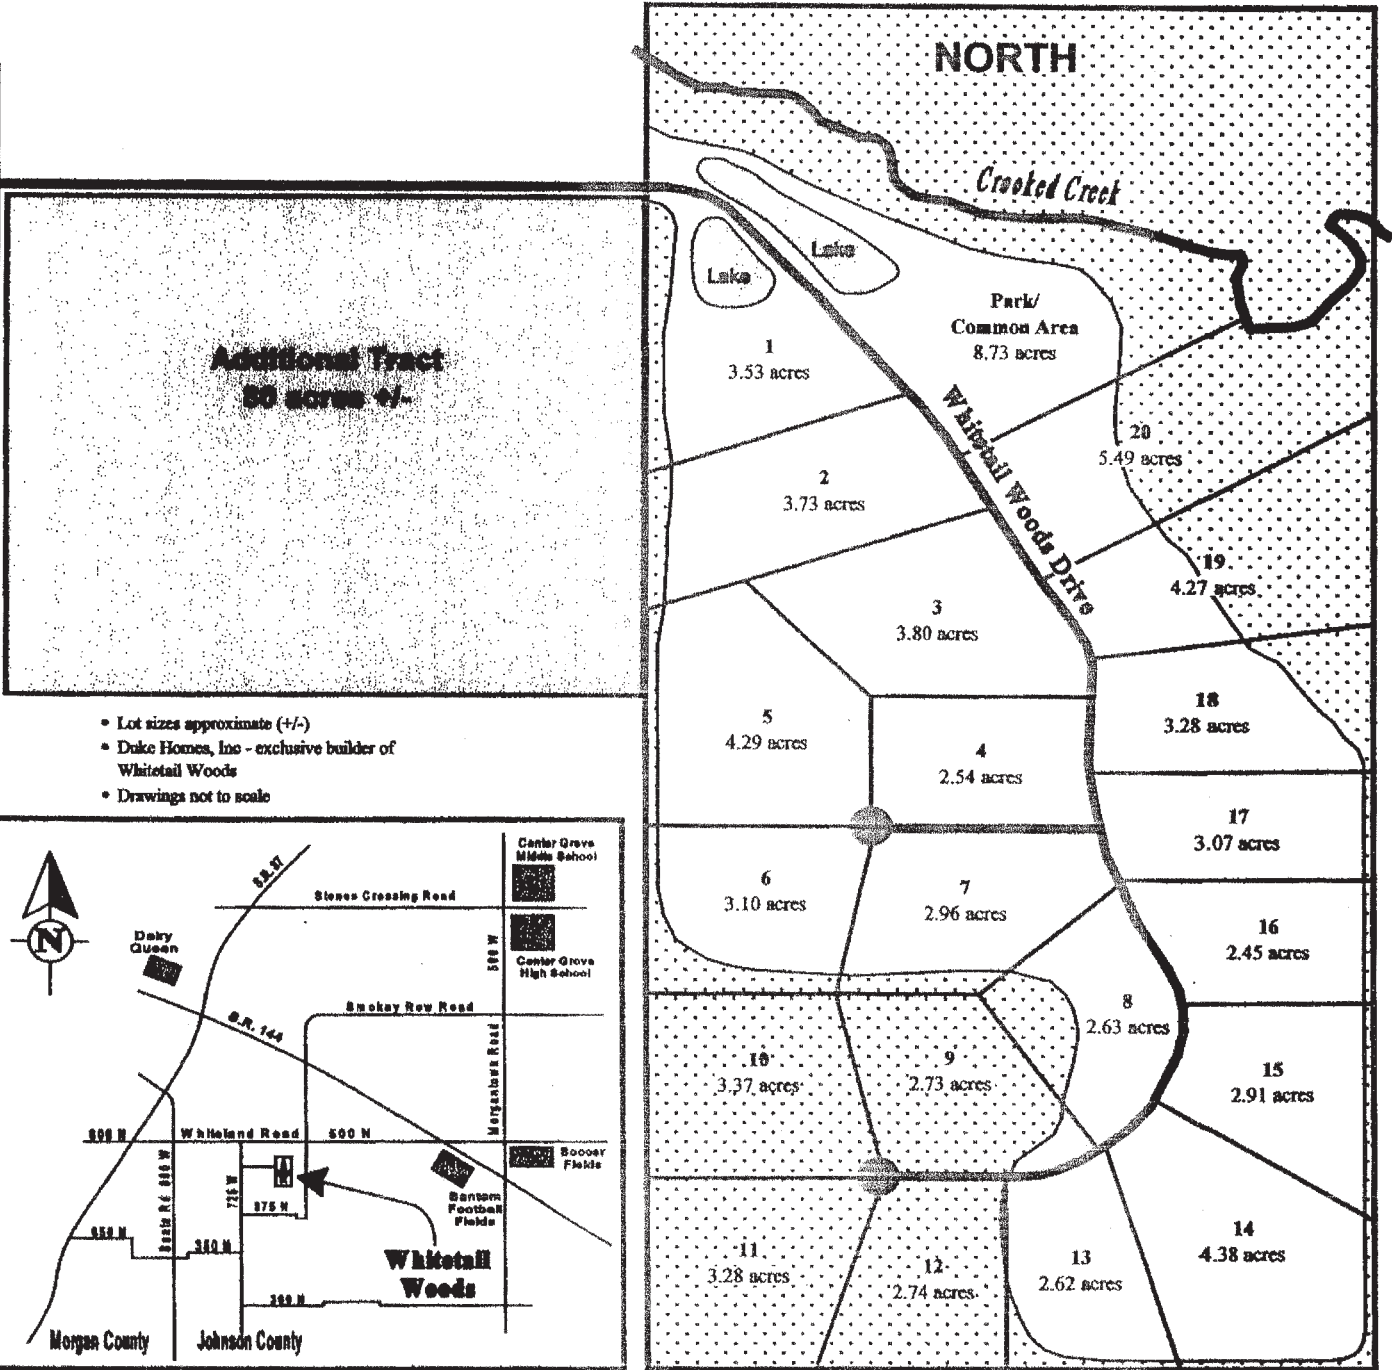 NORTH
Crooked Creek
Lake
Lake
Park/
Common Area
8.73 acres
1
3.53 acres
Additional Tract
acres +/-
Whitetail Woods Drive
20
5.49 acres
2
3.73 acres
19
4.27 acres
3
3.80 acres
18
3.28 acres
5
4.29 acres
4
2.54 acres
• Lot sizes approximate (+/-)
• Duke Homes, Inc - exclusive builder of
Whitetail Woods
• Drawings not to scale
17
3.07 acres
6
3.10 acres
7
2.96 acres
16
2.45 acres
8
2.63 acres
10
3.37 acres
9
2.73 acres
15
2.91 acres
14
4.38 acres
11
3.28 acres
12
2.74 acres
13
2.62 acres
Center Grove
Middle School
S.R. 37
Stones Crossing Road
N
Dairy
Queen
500 W
Center Grove
High School
Smokey Row Road
S.R. 144
Morgantown Road
Whiteland Road
500 N
Soccer
Fields
725 W
375 N
Bantam
Football
Fields
Whitetail
Woods
Morgan County
Johnson County